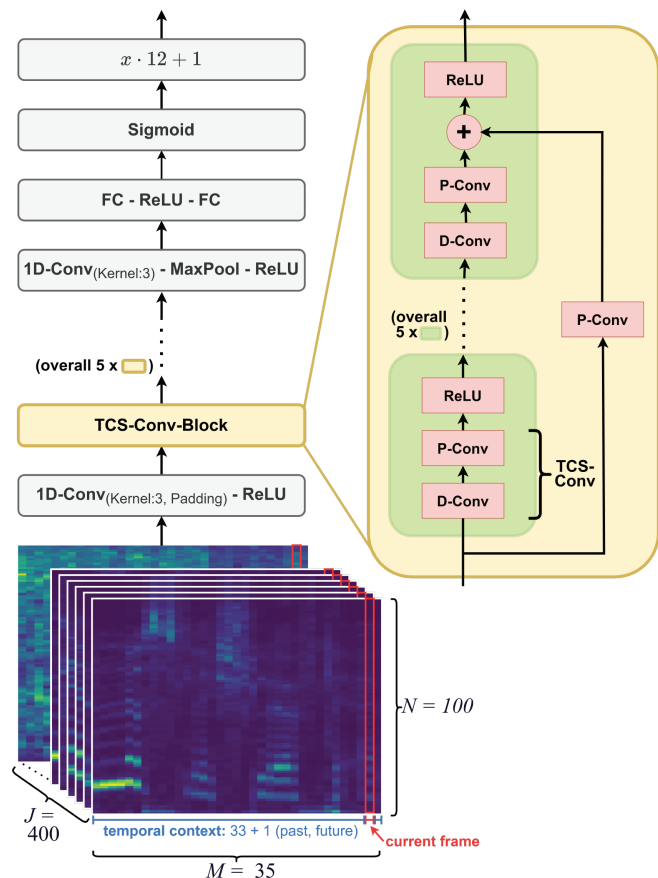 x · 12 + 1
Sigmoid
FC - ReLU - FC
1D-Conv(Kernel:3) - MaxPool - ReLU
(overall 5 x )
TCS-Conv-Block
1D-Conv(Kernel:3, Padding) - ReLU
ReLU
+
P-Conv
D-Conv
(overall
5 x )
P-Conv
ReLU
P-Conv
D-Conv
TCS-
Conv
N = 100
J =
400
temporal context: 33 + 1 (past, future)
current frame
M = 35